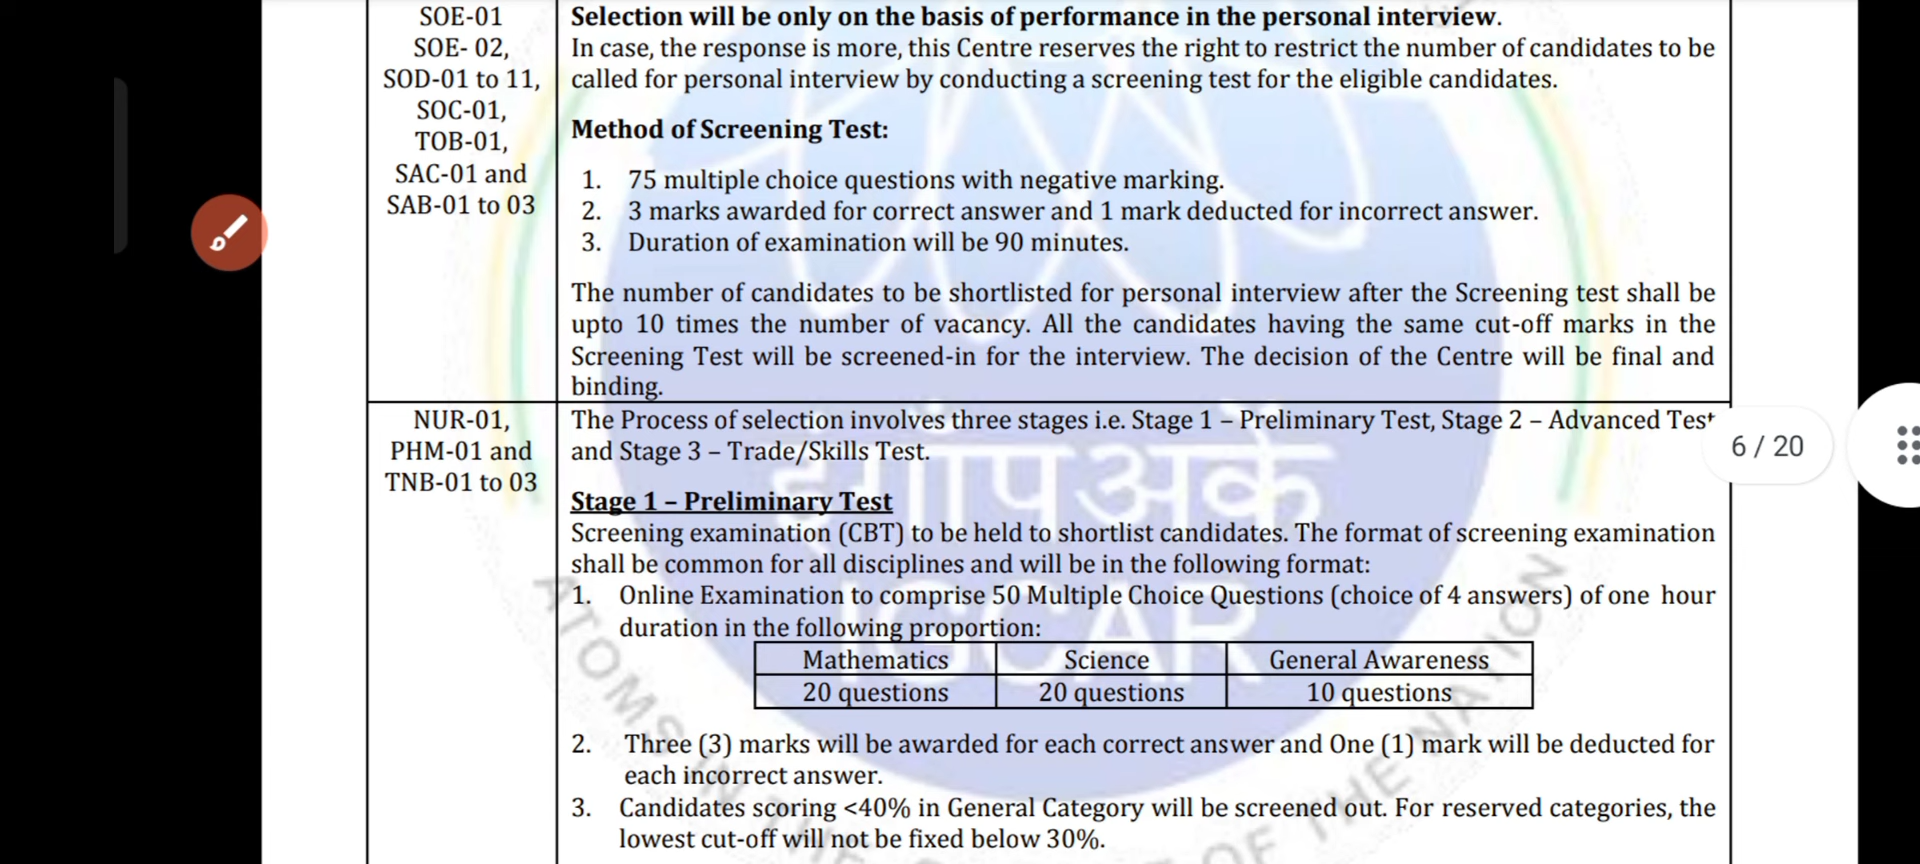 SOE-01
SOE- 02,
SOD-01 to 11,
SOC-01,
TOB-01,
SAC-01 and
SAB-01 to 03
Selection will be only on the basis of performance in the personal interview.
In case, the response is more, this Centre reserves the right to restrict the number of candidates to be
called for personal interview by conducting a screening test for the eligible candidates.
Method of Screening Test:
1. 75 multiple choice questions with negative marking.
2. 3 marks awarded for correct answer and 1 mark deducted for incorrect answer.
3. Duration of examination will be 90 minutes.
The number of candidates to be shortlisted for personal interview after the Screening test shall be
upto 10 times the number of vacancy. All the candidates having the same cut-off marks in the
Screening Test will be screened-in for the interview. The decision of the Centre will be final and
binding.
NUR-01,
PHM-01 and
TNB-01 to 03
The Process of selection involves three stages i.e. Stage 1 – Preliminary Test, Stage 2 – Advanced Test
and Stage 3 – Trade/Skills Test.
Stage 1 – Preliminary Test
Screening examination (CBT) to be held to shortlist candidates. The format of screening examination
shall be common for all disciplines and will be in the following format:
1. Online Examination to comprise 50 Multiple Choice Questions (choice of 4 answers) of one hour
duration in the following proportion:
Mathematics Science General Awareness
20 questions 20 questions 10 questions
2. Three (3) marks will be awarded for each correct answer and One (1) mark will be deducted for
each incorrect answer.
3. Candidates scoring <40% in General Category will be screened out. For reserved categories, the
lowest cut-off will not be fixed below 30%.
6 / 20
इंगांपअके
IGCAR
ATOMS IN THE OF THE NATION